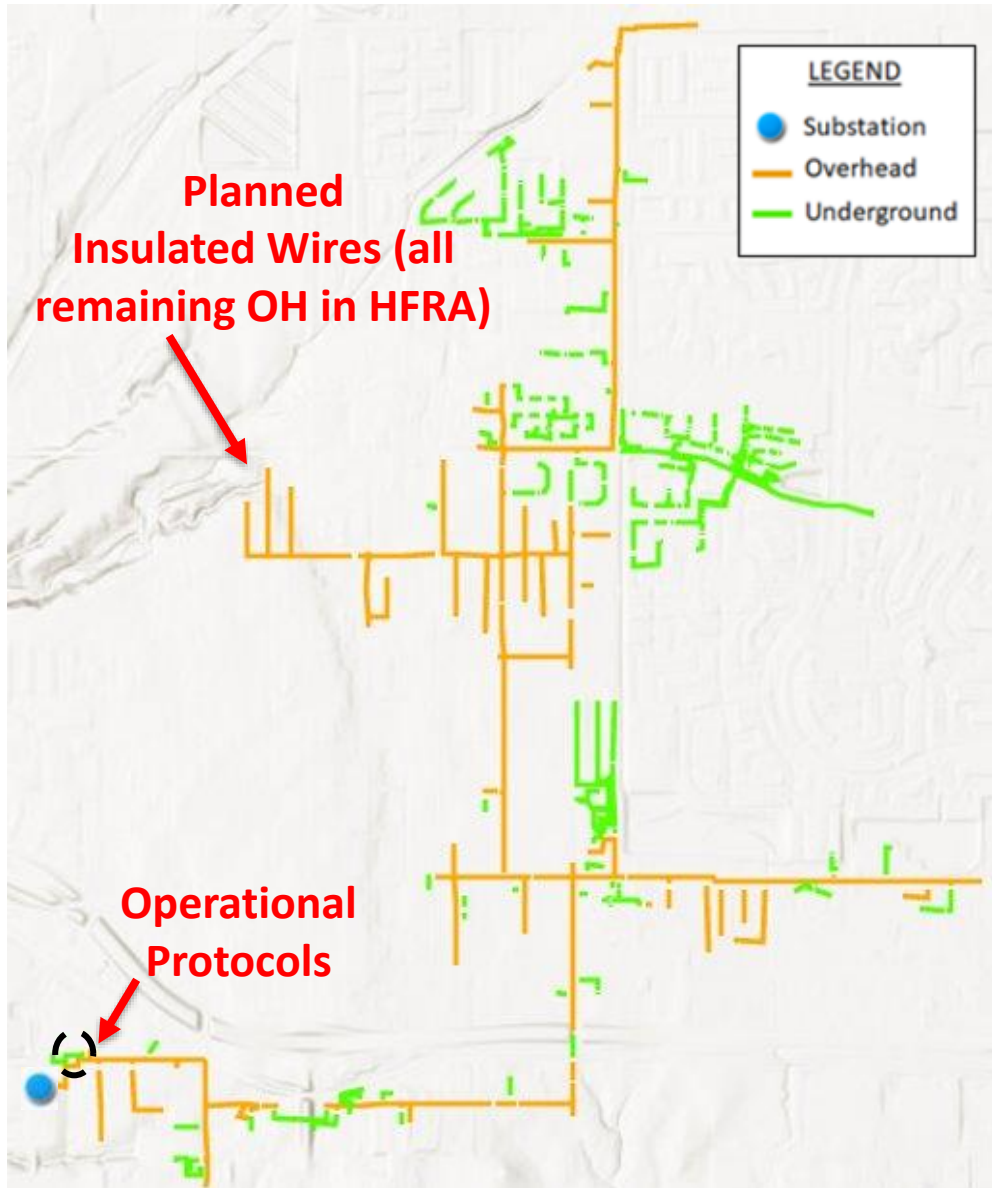 LEGEND
Substation
Overhead
Underground
Planned
Insulated Wires (all
remaining OH in HFRA)
Operational
Protocols